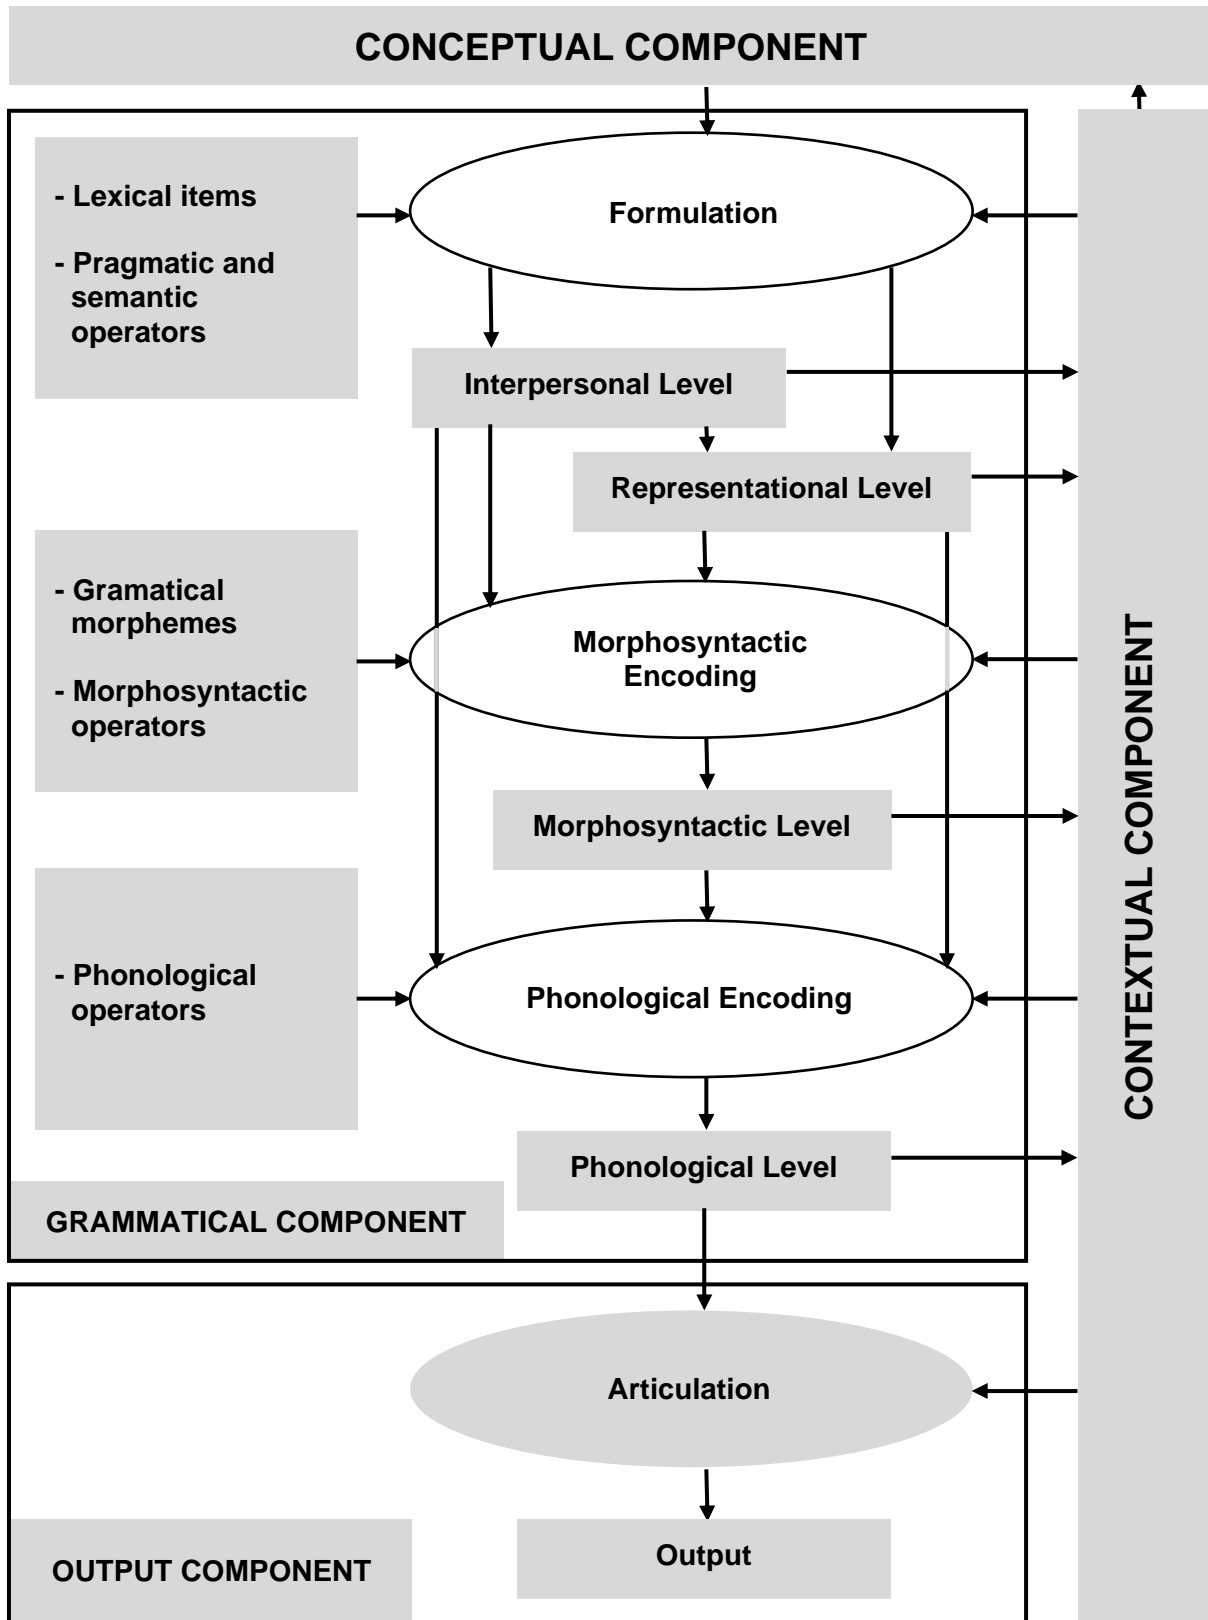 CONCEPTUAL COMPONENT
- Lexical items
- Pragmatic and
semantic
operators
Formulation
Interpersonal Level
Representational Level
- Gramatical
morphemes
- Morphosyntactic
operators
Morphosyntactic
Encoding
Morphosyntactic Level
- Phonological
operators
Phonological Encoding
Phonological Level
GRAMMATICAL COMPONENT
CONTEXTUAL COMPONENT
Articulation
Output
OUTPUT COMPONENT